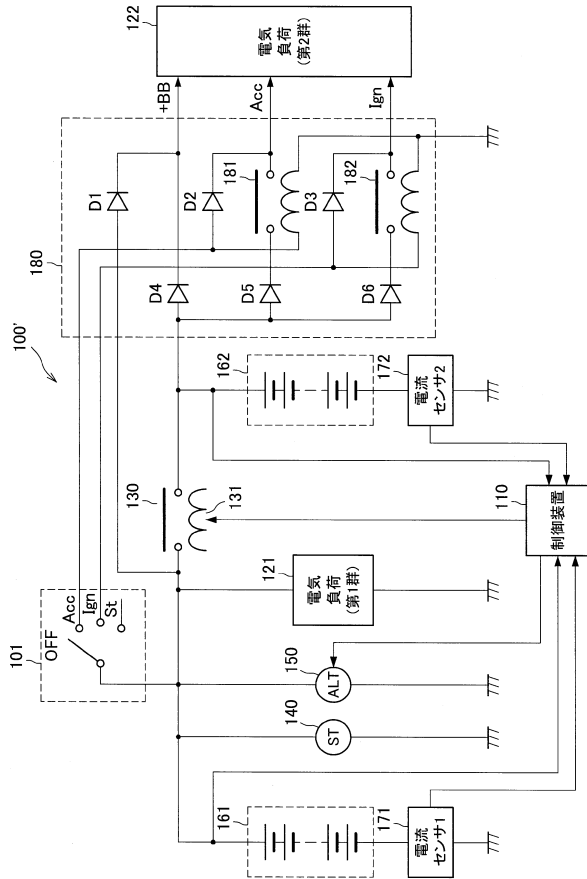 100'
101
OFF
Acc
Ign
St
180
D1
D2
D3
D4
D5
D6
181
182
+BB
Acc
Ign
122
電気
負荷
(第2群)
130
131
140
ST
150
ALT
121
電気
負荷
(第1群)
161
162
171
電流
センサ1
172
電流
センサ2
110
制御装置